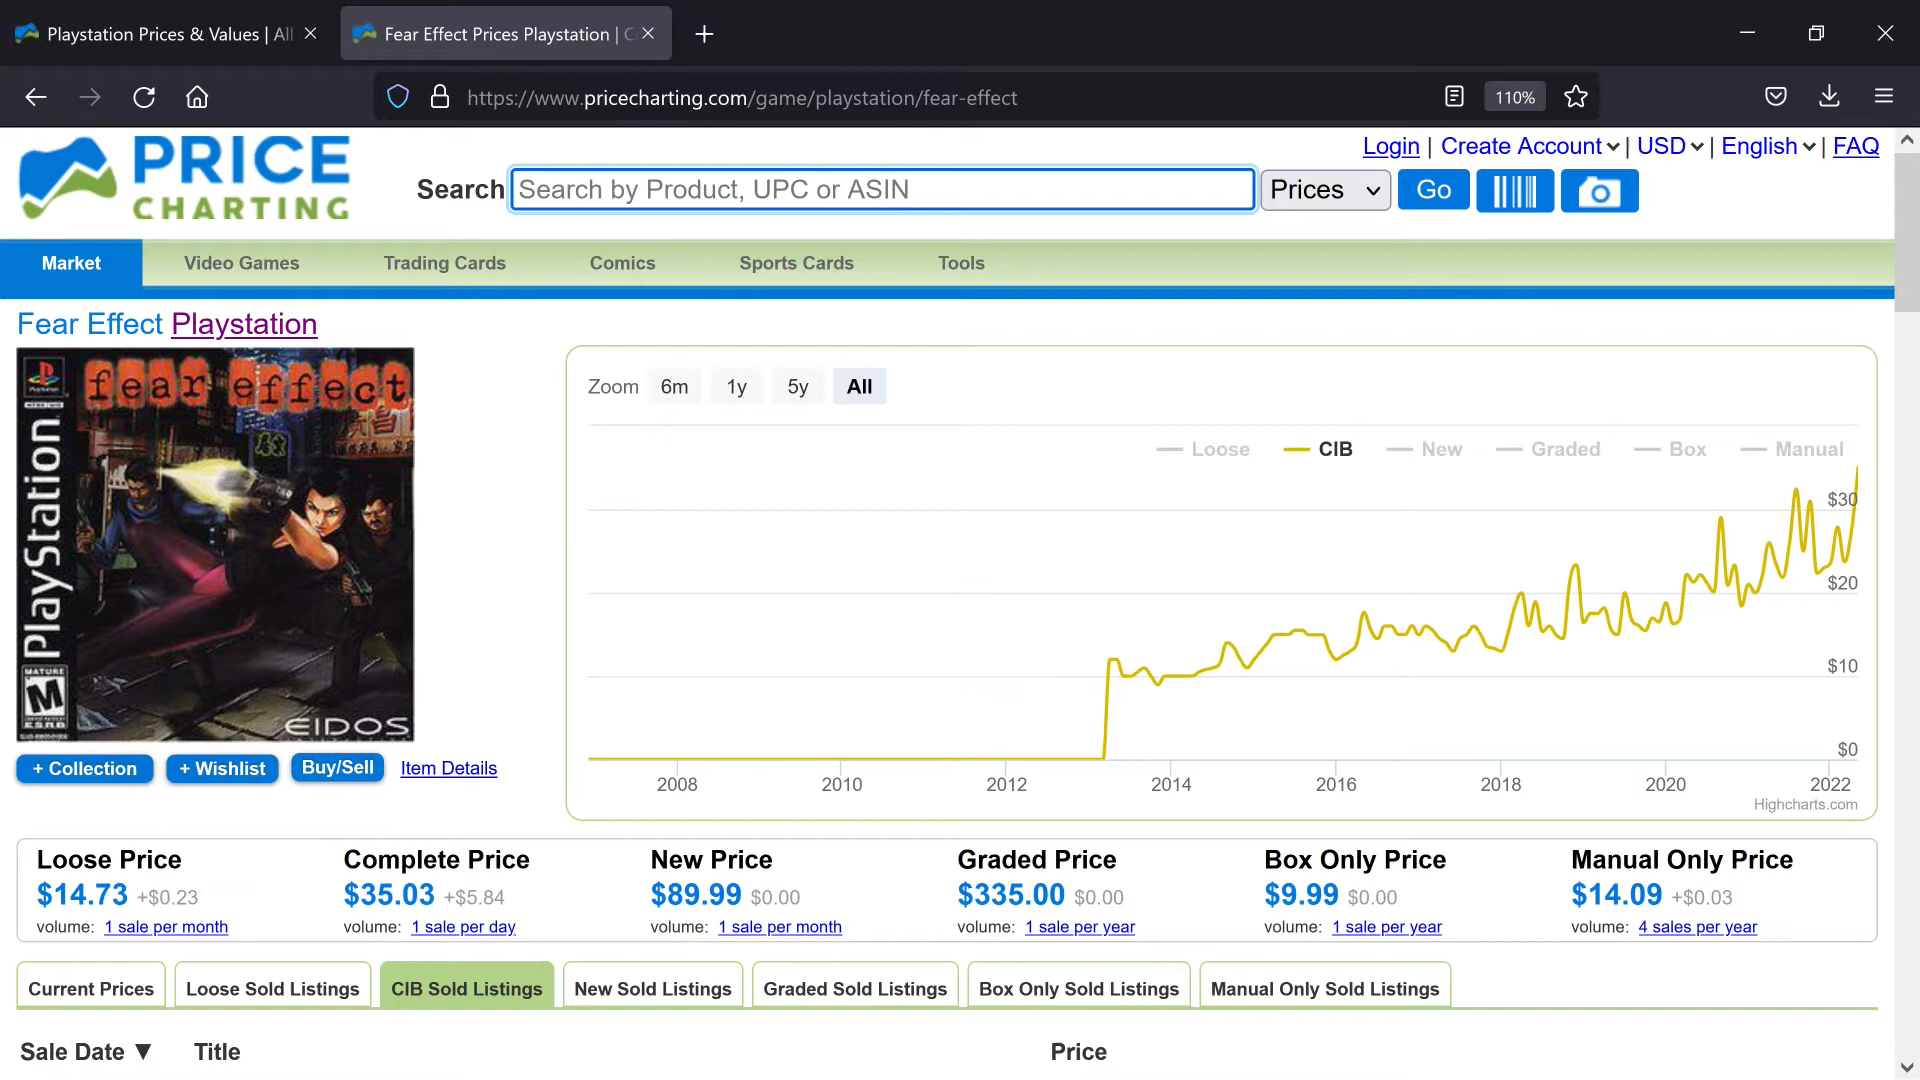 Playstation Prices & Values | All
Fear Effect Prices Playstation | C
https://www.pricecharting.com/game/playstation/fear-effect
110%
Login | Create Account | USD | English | FAQ
PRICE
CHARTING
Search
Search by Product, UPC or ASIN
Prices
Go
Market
Video Games
Trading Cards
Comics
Sports Cards
Tools
Fear Effect Playstation
PlayStation
fear effect
MATURE
M
ESRB
EIDOS
Zoom 6m 1y 5y All
Loose CIB New Graded Box Manual
$30
$20
$10
$0
2008 2010 2012 2014 2016 2018 2020 2022
Highcharts.com
+ Collection
+ Wishlist
Buy/Sell
Item Details
Loose Price
$14.73 +$0.23
volume: 1 sale per month
Complete Price
$35.03 +$5.84
volume: 1 sale per day
New Price
$89.99 $0.00
volume: 1 sale per month
Graded Price
$335.00 $0.00
volume: 1 sale per year
Box Only Price
$9.99 $0.00
volume: 1 sale per year
Manual Only Price
$14.09 +$0.03
volume: 4 sales per year
Current Prices
Loose Sold Listings
CIB Sold Listings
New Sold Listings
Graded Sold Listings
Box Only Sold Listings
Manual Only Sold Listings
Sale Date ▼ Title Price